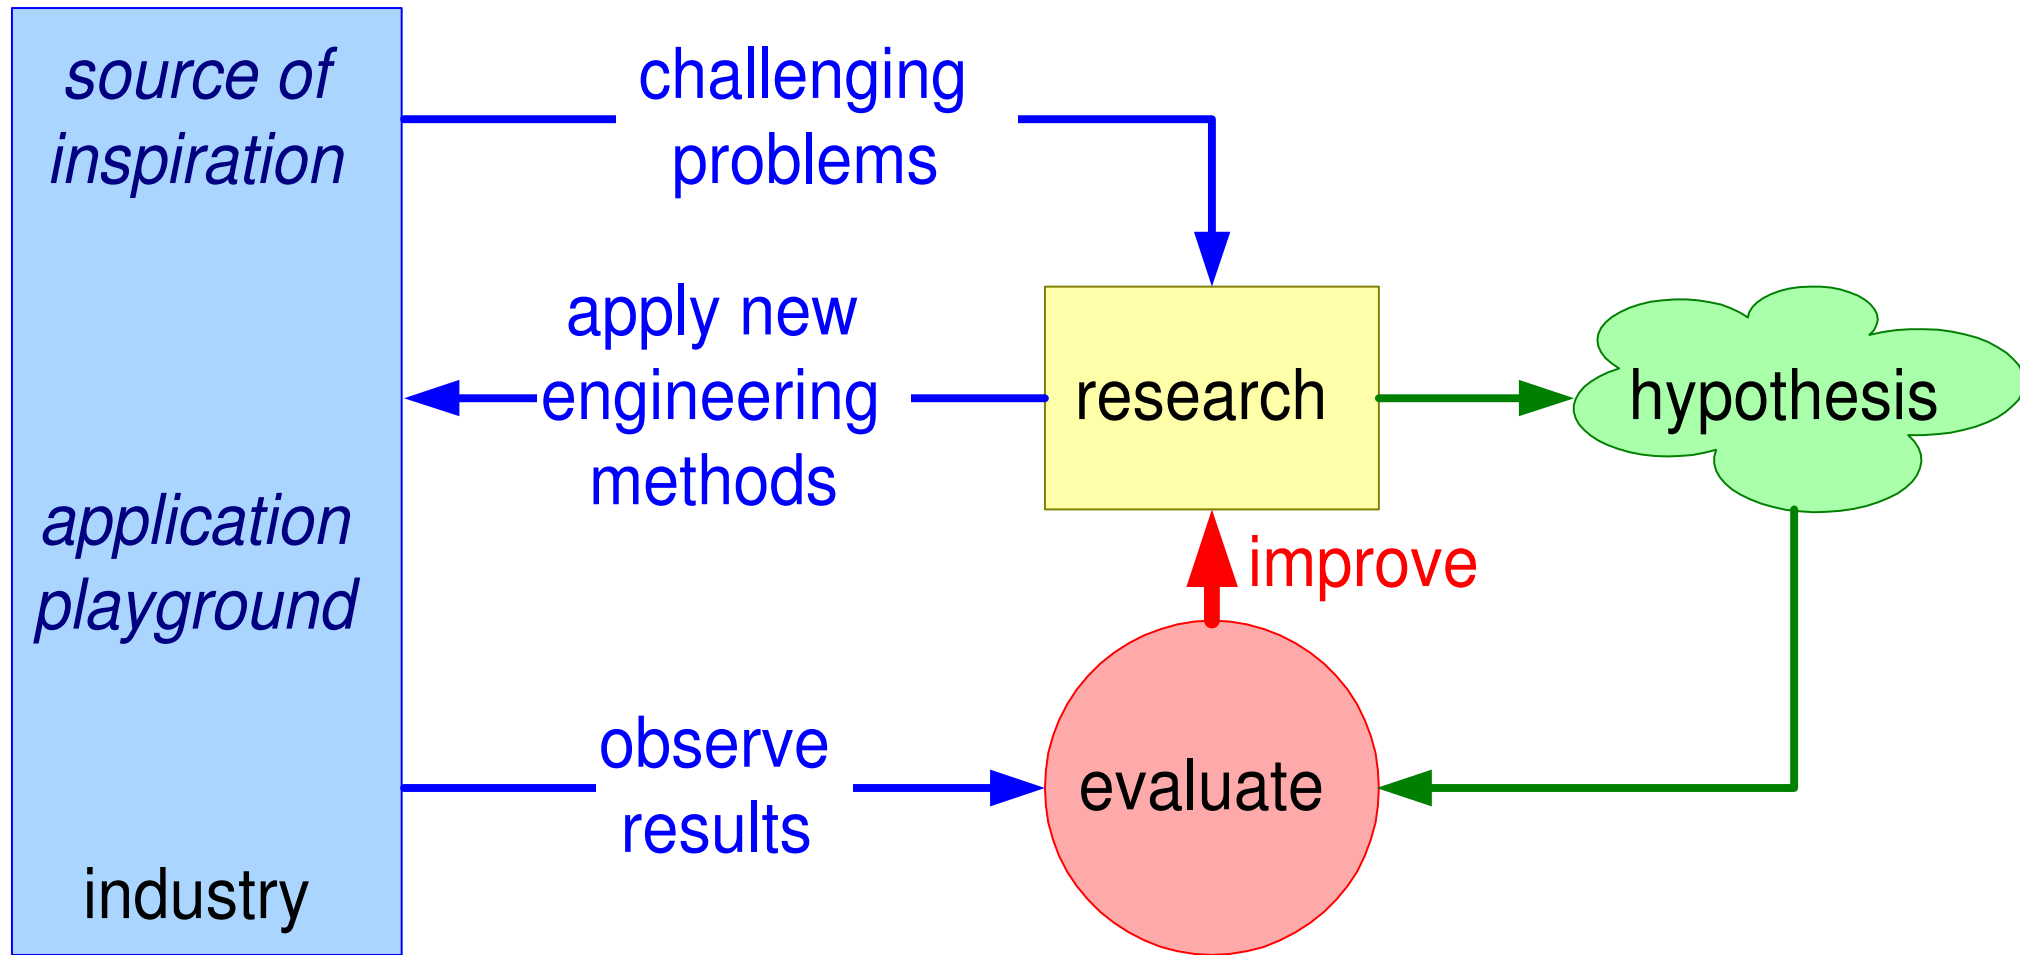 source of
inspiration
application
playground
industry
challenging
problems
apply new
engineering
methods
observe
results
research
hypothesis
improve
evaluate